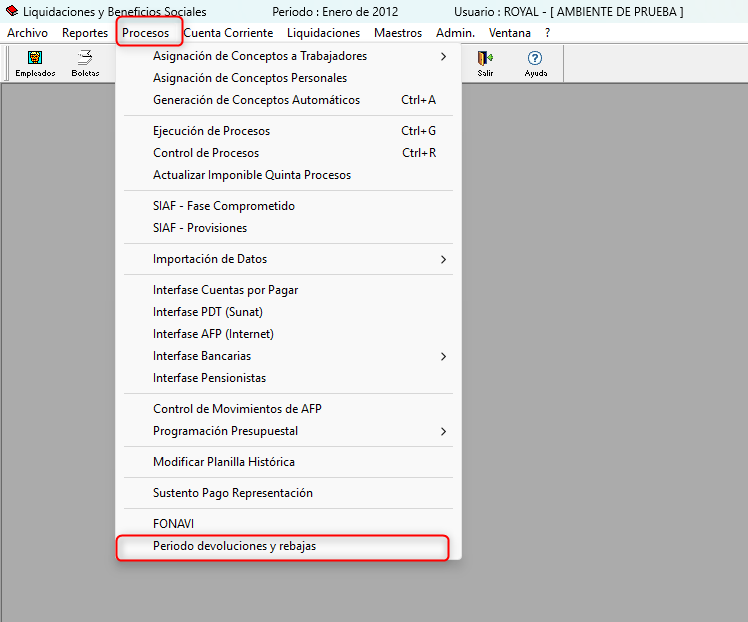 Liquidaciones y Beneficios Sociales Periodo : Enero de 2012 Usuario : ROYAL - [ AMBIENTE DE PRUEBA ]
Archivo Reportes Procesos Cuenta Corriente Liquidaciones Maestros Admin. Ventana ?
Empleados Boletas Salir Ayuda
Asignación de Conceptos a Trabajadores
Asignación de Conceptos Personales
Generación de Conceptos Automáticos Ctrl+A
Ejecución de Procesos Ctrl+G
Control de Procesos Ctrl+R
Actualizar Imponible Quinta Procesos
SIAF - Fase Comprometido
SIAF - Provisiones
Importación de Datos
Interfase Cuentas por Pagar
Interfase PDT (Sunat)
Interfase AFP (Internet)
Interfase Bancarias
Interfase Pensionistas
Control de Movimientos de AFP
Programación Presupuestal
Modificar Planilla Histórica
Sustento Pago Representación
FONAVI
Periodo devoluciones y rebajas